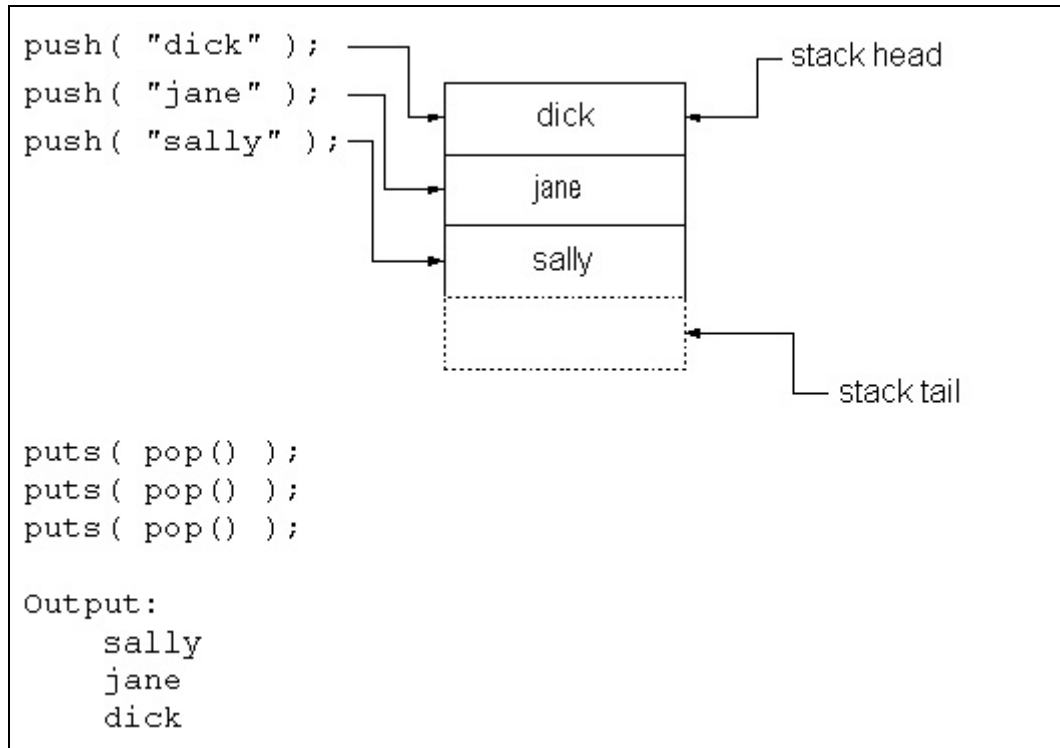 push( "dick" );
stack head
push( "jane" );
dick
push( "sally" );
jane
sally
stack tail
puts( pop() );
puts( pop() );
puts( pop() );
Output:
sally
jane
dick